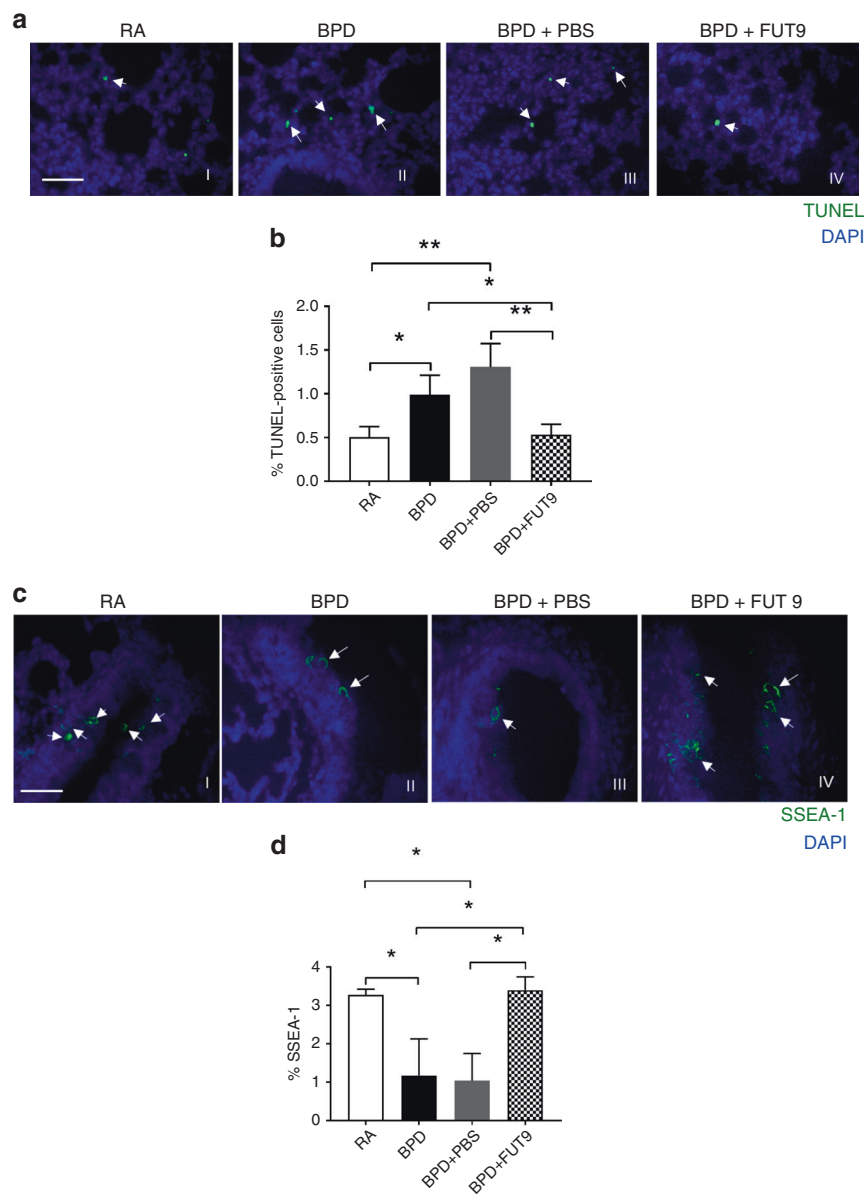 a
RA
BPD
BPD + PBS
BPD + FUT9
I
II
III
IV
TUNEL
DAPI
b
**
*
**
*
2.0
1.5
1.0
0.5
0.0
% TUNEL-positive cells
RA
BPD
BPD+PBS
BPD+FUT9
c
RA
BPD
BPD + PBS
BPD + FUT 9
I
II
III
IV
SSEA-1
DAPI
d
*
*
*
*
4
3
2
1
0
% SSEA-1
RA
BPD
BPD+PBS
BPD+FUT9